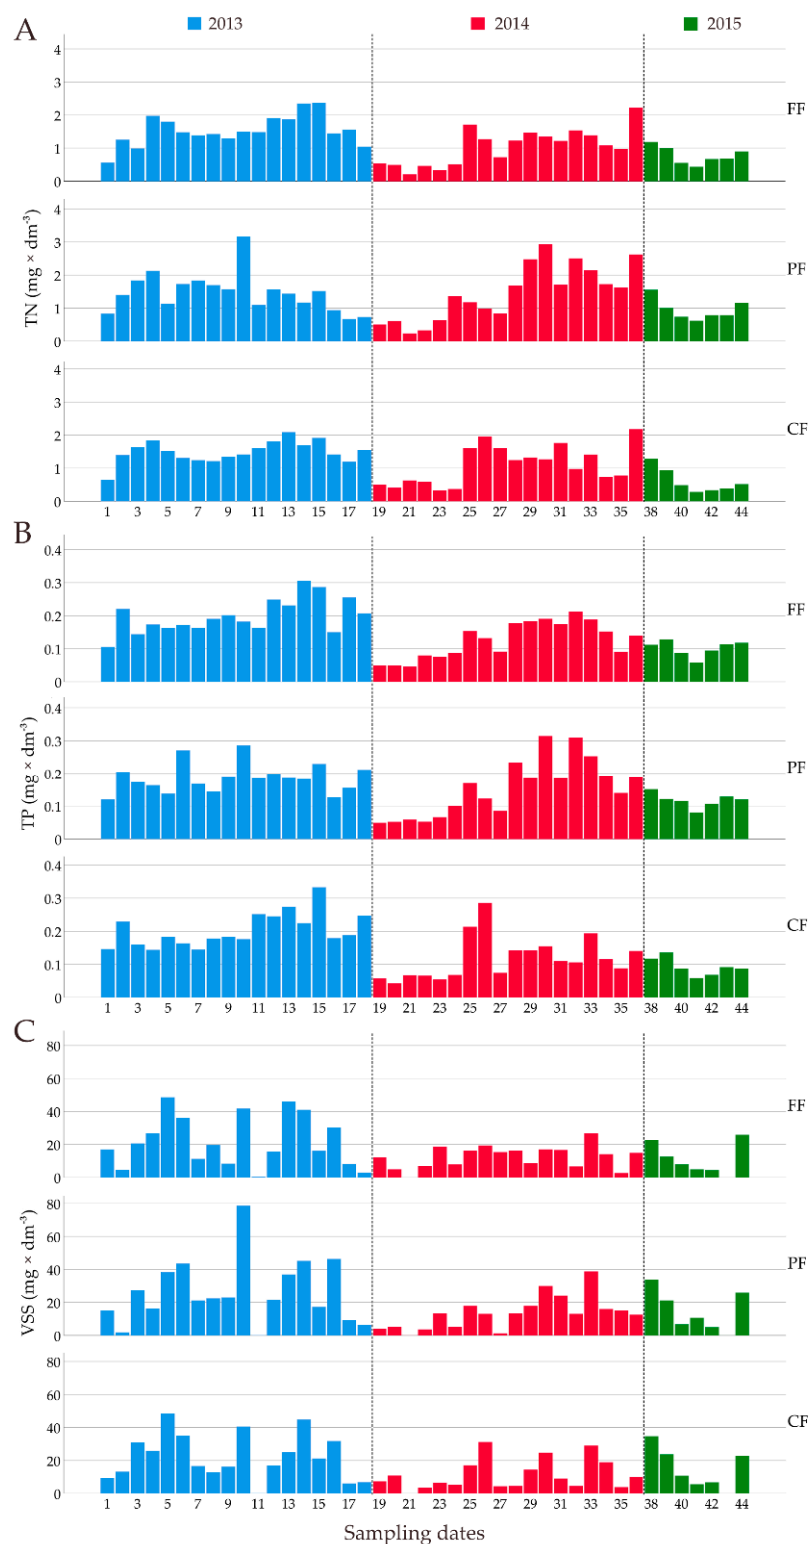 A 2013 2014 2015
4
3
2
1
0
FF
4
3
2
1
0
PF
TN (mg × dm⁻³)
4
3
2
1
0
CF
1 3 5 7 9 11 13 15 17 19 21 23 25 27 29 31 33 35 38 40 42 44
B
0.4
0.3
0.2
0.1
0
FF
0.4
0.3
0.2
0.1
0
PF
TP (mg × dm⁻³)
0.4
0.3
0.2
0.1
0
CF
1 3 5 7 9 11 13 15 17 19 21 23 25 27 29 31 33 35 38 40 42 44
C
80
60
40
20
0
FF
80
60
40
20
0
PF
VSS (mg × dm⁻³)
80
60
40
20
0
CF
1 3 5 7 9 11 13 15 17 19 21 23 25 27 29 31 33 35 38 40 42 44
Sampling dates